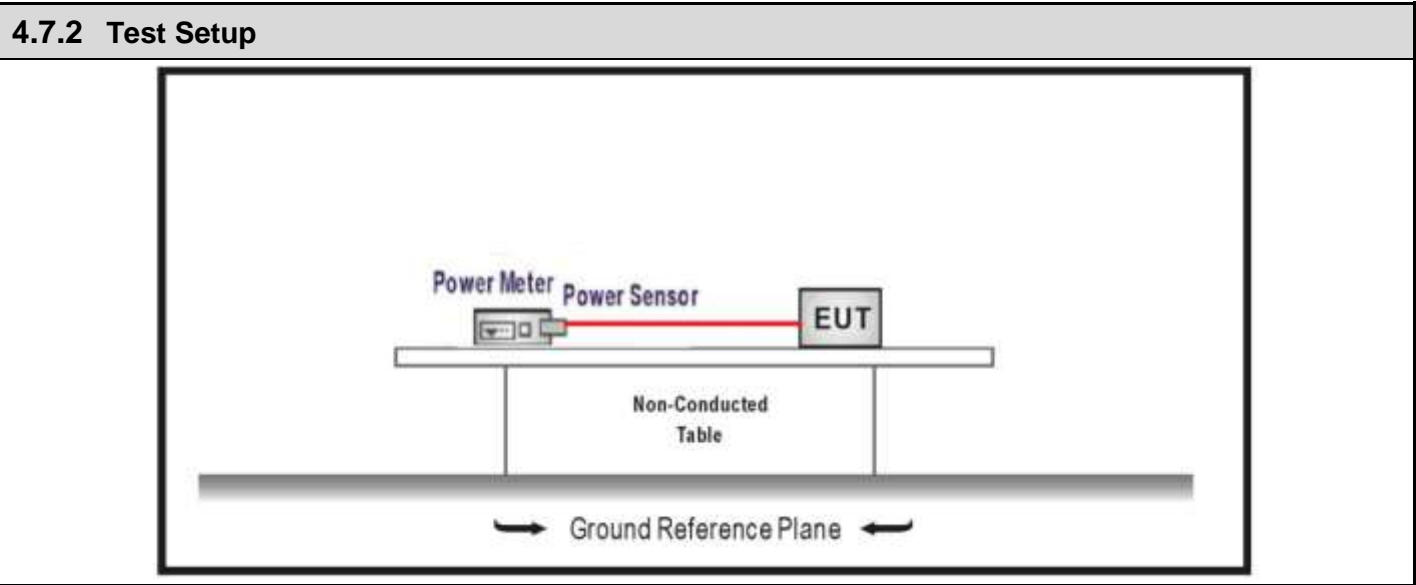 4.7.2 Test Setup
Power Meter
Power Sensor
EUT
Non-Conducted
Table
Ground Reference Plane